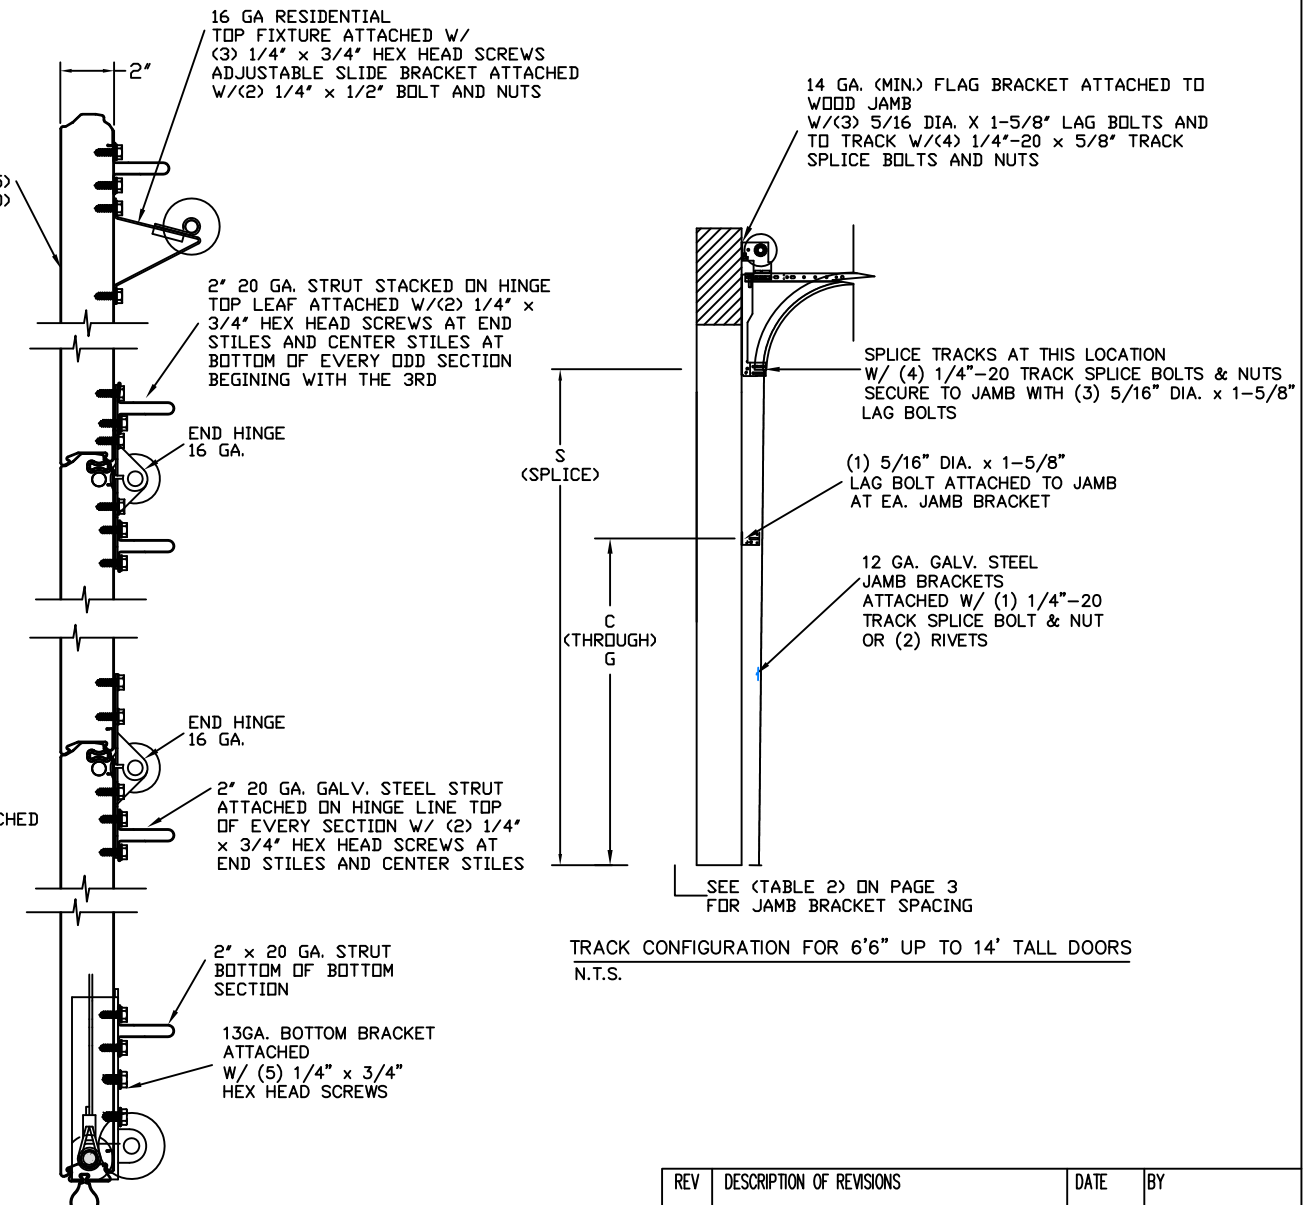 16 GA RESIDENTIAL
TOP FIXTURE ATTACHED W/
(3) 1/4" x 3/4" HEX HEAD SCREWS
ADJUSTABLE SLIDE BRACKET ATTACHED
W/(2) 1/4" x 1/2" BOLT AND NUTS
2"
14 GA. (MIN.) FLAG BRACKET ATTACHED TO
WOOD JAMB
W/(3) 5/16 DIA. X 1-5/8" LAG BOLTS AND
TO TRACK W/(4) 1/4"-20 x 5/8" TRACK
SPLICE BOLTS AND NUTS
2" 20 GA. STRUT STACKED ON HINGE
TOP LEAF ATTACHED W/(2) 1/4" x
3/4" HEX HEAD SCREWS AT END
STILES AND CENTER STILES AT
BOTTOM OF EVERY ODD SECTION
BEGINING WITH THE 3RD
SPLICE TRACKS AT THIS LOCATION
W/ (4) 1/4"-20 TRACK SPLICE BOLTS & NUTS
SECURE TO JAMB WITH (3) 5/16" DIA. x 1-5/8"
LAG BOLTS
END HINGE
16 GA.
S
(SPLICE)
(1) 5/16" DIA. x 1-5/8"
LAG BOLT ATTACHED TO JAMB
AT EA. JAMB BRACKET
12 GA. GALV. STEEL
JAMB BRACKETS
ATTACHED W/ (1) 1/4"-20
TRACK SPLICE BOLT & NUT
OR (2) RIVETS
C
(THROUGH)
G
END HINGE
16 GA.
2" 20 GA. GALV. STEEL STRUT
ATTACHED ON HINGE LINE TOP
OF EVERY SECTION W/ (2) 1/4"
x 3/4" HEX HEAD SCREWS AT
END STILES AND CENTER STILES
CHED
SEE (TABLE 2) ON PAGE 3
FOR JAMB BRACKET SPACING
TRACK CONFIGURATION FOR 6'6" UP TO 14' TALL DOORS
N.T.S.
2" x 20 GA. STRUT
BOTTOM OF BOTTOM
SECTION
13GA. BOTTOM BRACKET
ATTACHED
W/ (5) 1/4" x 3/4"
HEX HEAD SCREWS
REV DESCRIPTION OF REVISIONS DATE BY